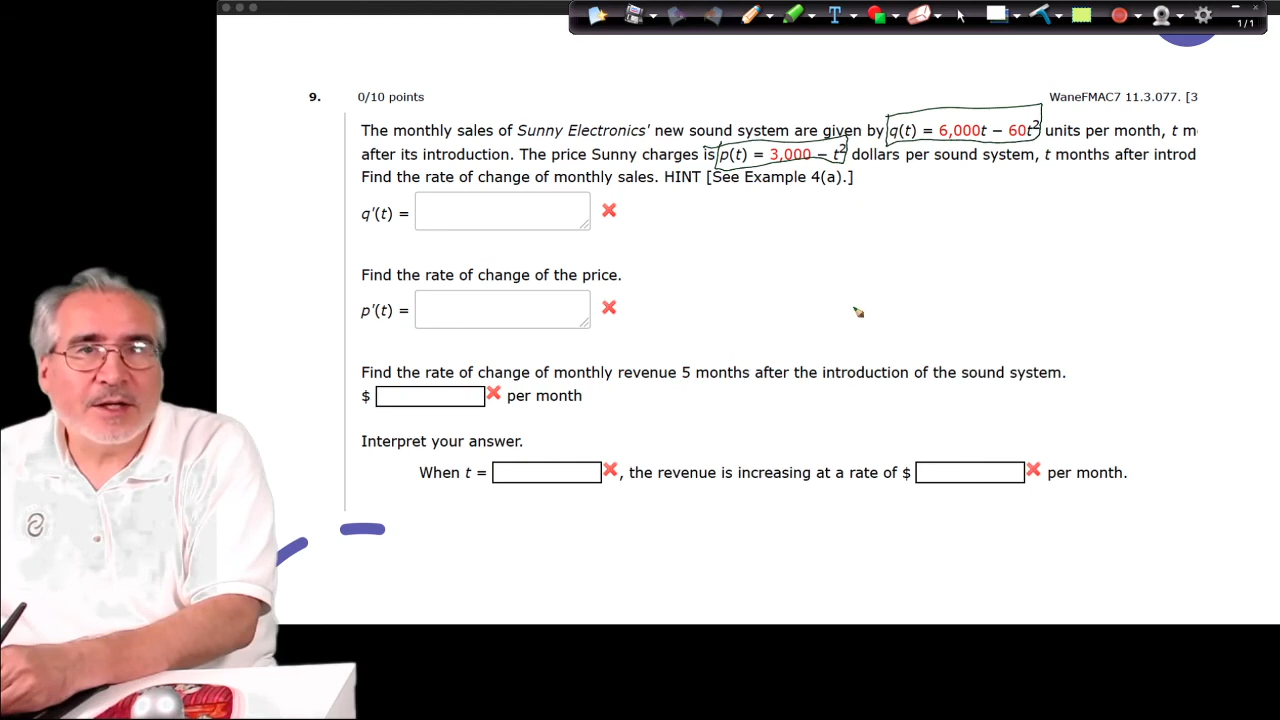 1/1
9. 0/10 points WaneFMAC7 11.3.077. [3
The monthly sales of Sunny Electronics' new sound system are given by q(t) = 6,000t − 60t² units per month, t m
after its introduction. The price Sunny charges is p(t) = 3,000 − t² dollars per sound system, t months after introd
Find the rate of change of monthly sales. HINT [See Example 4(a).]
q'(t) =
Find the rate of change of the price.
p'(t) =
Find the rate of change of monthly revenue 5 months after the introduction of the sound system.
$ per month
Interpret your answer.
When t = , the revenue is increasing at a rate of $ per month.